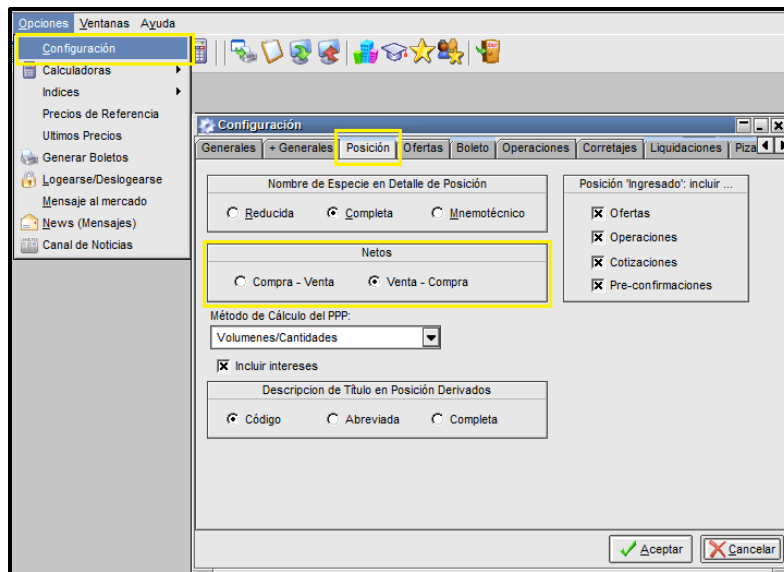 Opciones Ventanas Ayuda
Configuración
Calculadoras
Indices
Precios de Referencia
Ultimos Precios
Generar Boletos
Logearse/Deslogearse
Mensaje al mercado
News (Mensajes)
Canal de Noticias
Configuración
Generales + Generales Posición Ofertas Boleto Operaciones Corretajes Liquidaciones Piza
Nombre de Especie en Detalle de Posición
Reducida Completa Mnemotécnico
Posición 'Ingresado': incluir ...
Ofertas
Operaciones
Cotizaciones
Pre-confirmaciones
Netos
Compra - Venta Venta - Compra
Método de Cálculo del PPP:
Volumenes/Cantidades
Incluir intereses
Descripcion de Título en Posición Derivados
Código Abreviada Completa
Aceptar Cancelar